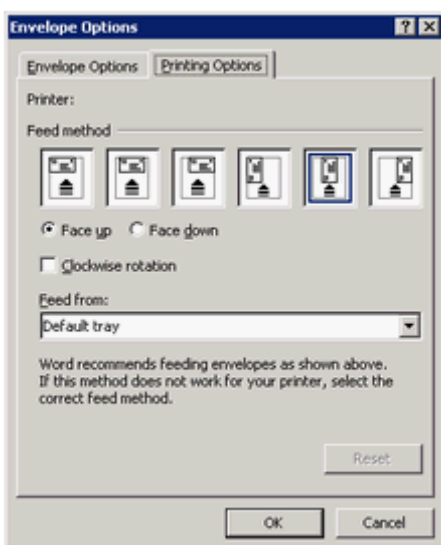 Envelope Options
Envelope Options Printing Options
Printer:
Feed method
Face up Face down
Clockwise rotation
Feed from:
Default tray
Word recommends feeding envelopes as shown above.
If this method does not work for your printer, select the
correct feed method.
Reset
OK Cancel